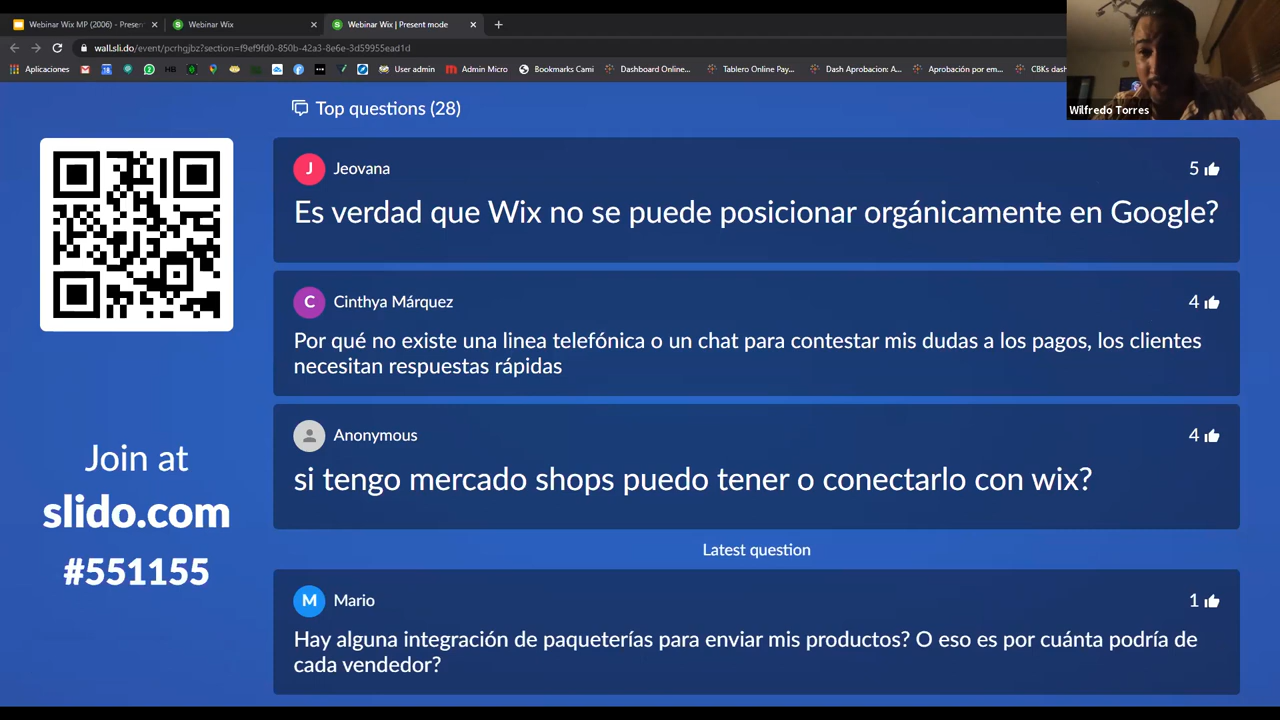 Webinar Wix MP (2006) - Presen
Webinar Wix
Webinar Wix | Present mode
wall.sli.do/event/pcrhgjbz?section=f9ef9fd0-850b-42a3-8e6e-3d59955ead1d
Aplicaciones
18
HB
User admin
Admin Micro
Bookmarks Cami
Dashboard Online...
Tablero Online Pay...
Dash Aprobacion: A...
Aprobación por em...
CBKs dash
Wilfredo Torres
Top questions (28)
J
Jeovana
5
Es verdad que Wix no se puede posicionar orgánicamente en Google?
C
Cinthya Márquez
4
Por qué no existe una linea telefónica o un chat para contestar mis dudas a los pagos, los clientes
necesitan respuestas rápidas
Anonymous
4
si tengo mercado shops puedo tener o conectarlo con wix?
Join at
slido.com
#551155
Latest question
M
Mario
1
Hay alguna integración de paqueterías para enviar mis productos? O eso es por cuánta podría de
cada vendedor?